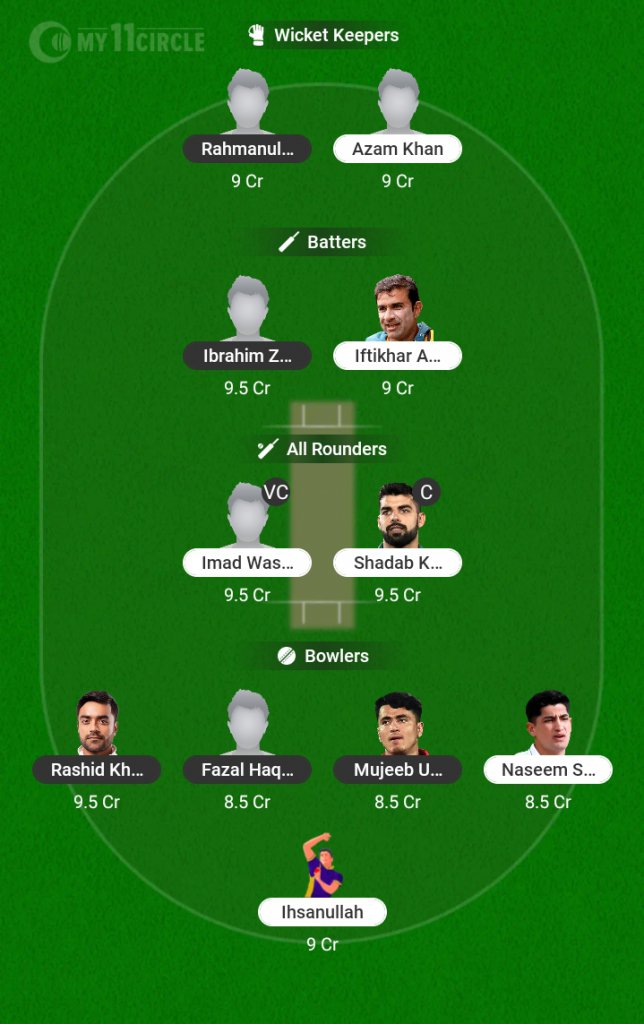 MY11CIRCLE
Wicket Keepers
Rahmanul... Azam Khan
9 Cr 9 Cr
Batters
Ibrahim Z... Iftikhar A...
9.5 Cr 9 Cr
All Rounders
VC C
Imad Was... Shadab K...
9.5 Cr 9.5 Cr
Bowlers
Rashid Kh... Fazal Haq... Mujeeb U... Naseem S...
9.5 Cr 8.5 Cr 8.5 Cr 8.5 Cr
Ihsanullah
9 Cr